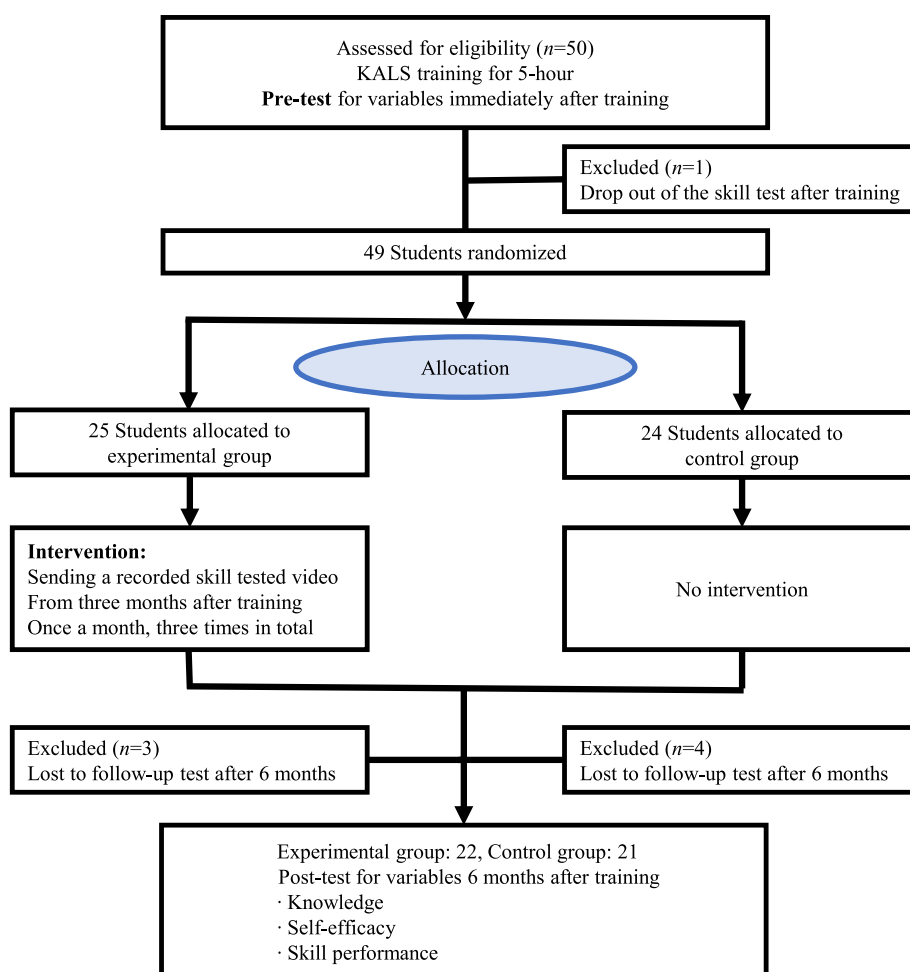 Assessed for eligibility (n=50)
KALS training for 5-hour
Pre-test for variables immediately after training
Excluded (n=1)
Drop out of the skill test after training
49 Students randomized
Allocation
25 Students allocated to
experimental group
24 Students allocated to
control group
Intervention:
Sending a recorded skill tested video
From three months after training
Once a month, three times in total
No intervention
Excluded (n=3)
Lost to follow-up test after 6 months
Excluded (n=4)
Lost to follow-up test after 6 months
Experimental group: 22, Control group: 21
Post-test for variables 6 months after training
· Knowledge
· Self-efficacy
· Skill performance